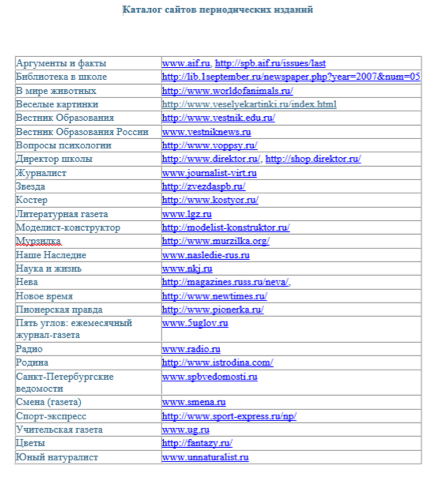 Каталог сайтов периодических изданий
Аргументы и факты www.aif.ru, http://spb.aif.ru/issues/last
Библиотека в школе http://lib.1september.ru/newspaper.php?year=2007&num=05
В мире животных http://www.worldofanimals.ru/
Веселые картинки http://www.veselyekartinki.ru/index.html
Вестник Образования http://www.vestnik.edu.ru/
Вестник Образования России www.vestniknews.ru
Вопросы психологии http://www.voppsy.ru/
Директор школы http://www.direktor.ru/, http://shop.direktor.ru/
Журналист www.journalist-virt.ru
Звезда http://zvezdaspb.ru/
Костер http://www.kostyor.ru/
Литературная газета www.lgz.ru
Моделист-конструктор http://modelist-konstruktor.ru/
Мурзилка http://www.murzilka.org/
Наше Наследие www.nasledie-rus.ru
Наука и жизнь www.nkj.ru
Нева http://magazines.russ.ru/neva/,
Новое время http://www.newtimes.ru/
Пионерская правда http://www.pionerka.ru/
Пять углов: ежемесячный www.5uglov.ru
журнал-газета
Радио www.radio.ru
Родина http://www.istrodina.com/
Санкт-Петербургские www.spbvedomosti.ru
ведомости
Смена (газета) www.smena.ru
Спорт-экспресс http://www.sport-express.ru/np/
Учительская газета www.ug.ru
Цветы http://fantazy.ru/
Юный натуралист www.unnaturalist.ru